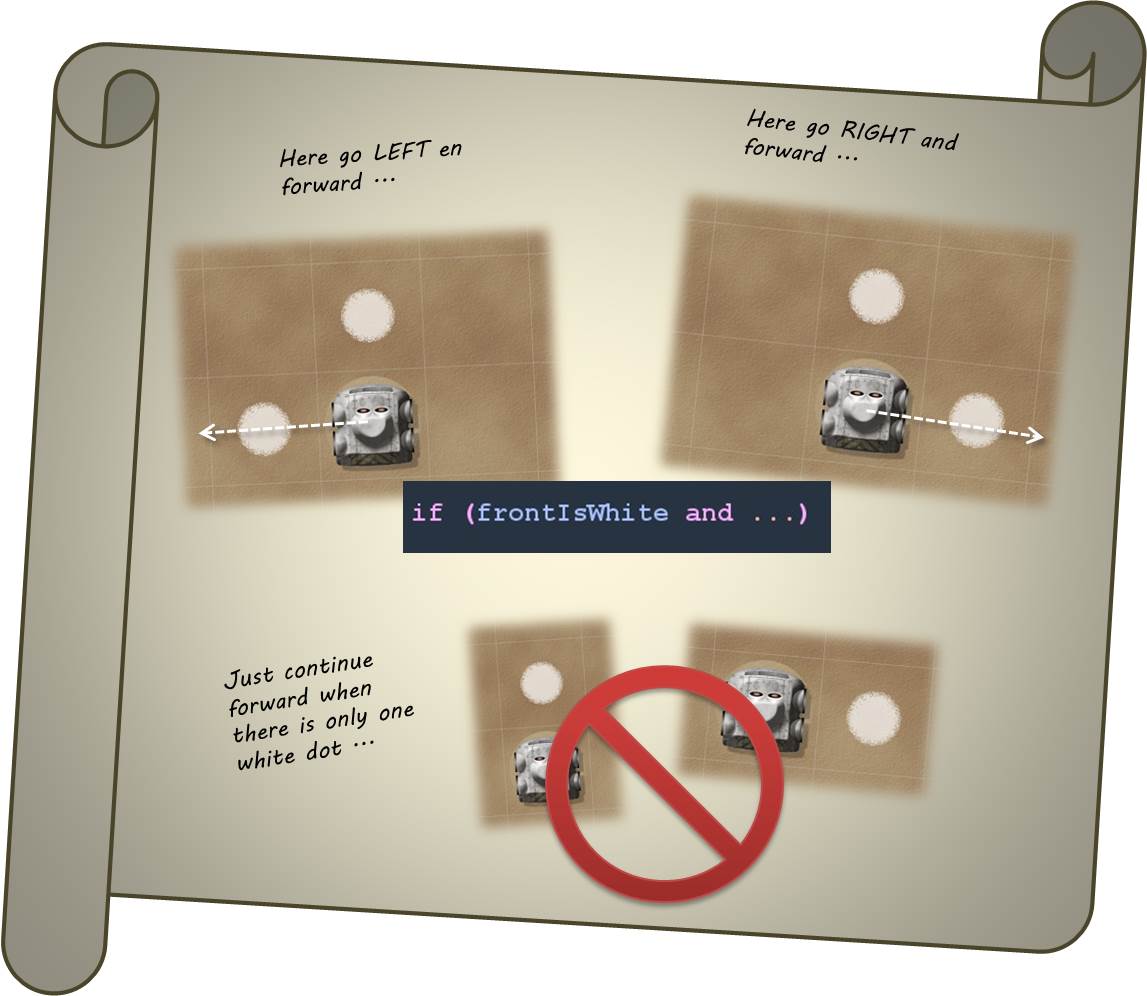 Here go LEFT en
forward ...
Here go RIGHT and
forward ...
if (frontIsWhite and ...)
Just continue
forward when
there is only one
white dot ...